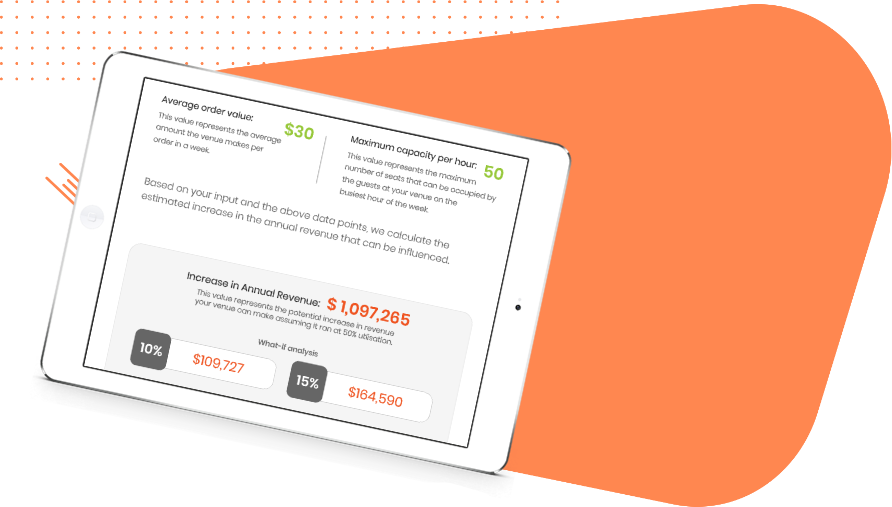 Average order value:
$30
This value represents the average
amount the venue makes per
order in a week.
Maximum capacity per hour:
50
This value represents the maximum
number of seats that can be occupied by
the guests at your venue on the
busiest hour of the week.
Based on your input and the above data points, we calculate the
estimated increase in the annual revenue that can be influenced.
Increase in Annual Revenue: $ 1,097,265
This value represents the potential increase in revenue
your venue can make assuming it ran at 50% utilisation.
What-if analysis
10%
$109,727
15%
$164,590